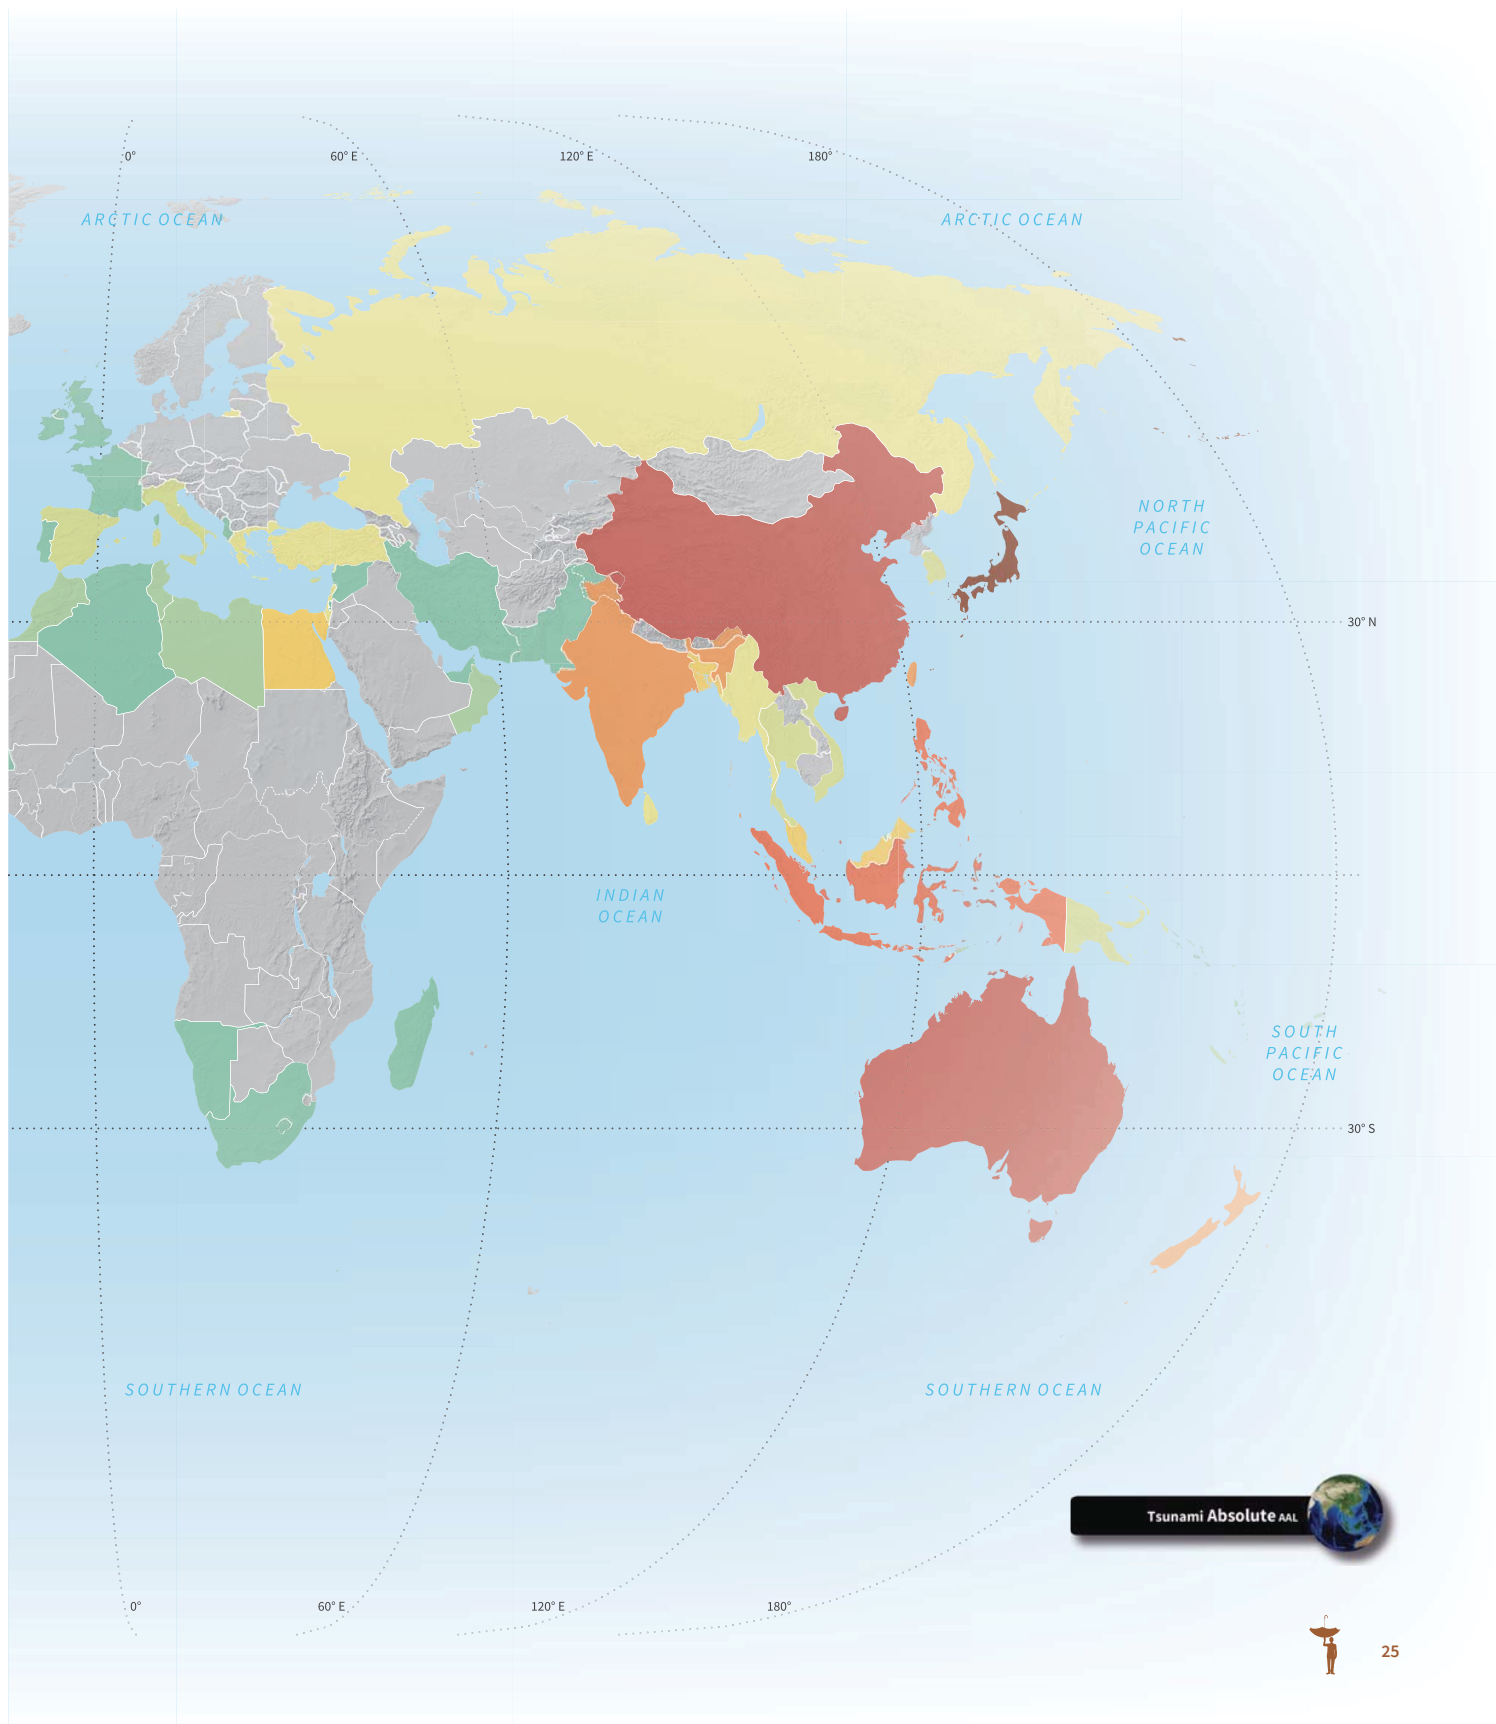 0°
60° E
120° E
180°
ARCTIC OCEAN
ARCTIC OCEAN
NORTH
PACIFIC
OCEAN
30° N
INDIAN
OCEAN
SOUTH
PACIFIC
OCEAN
30° S
SOUTHERN OCEAN
SOUTHERN OCEAN
Tsunami Absolute AAL
0°
60° E
120° E
180°
25